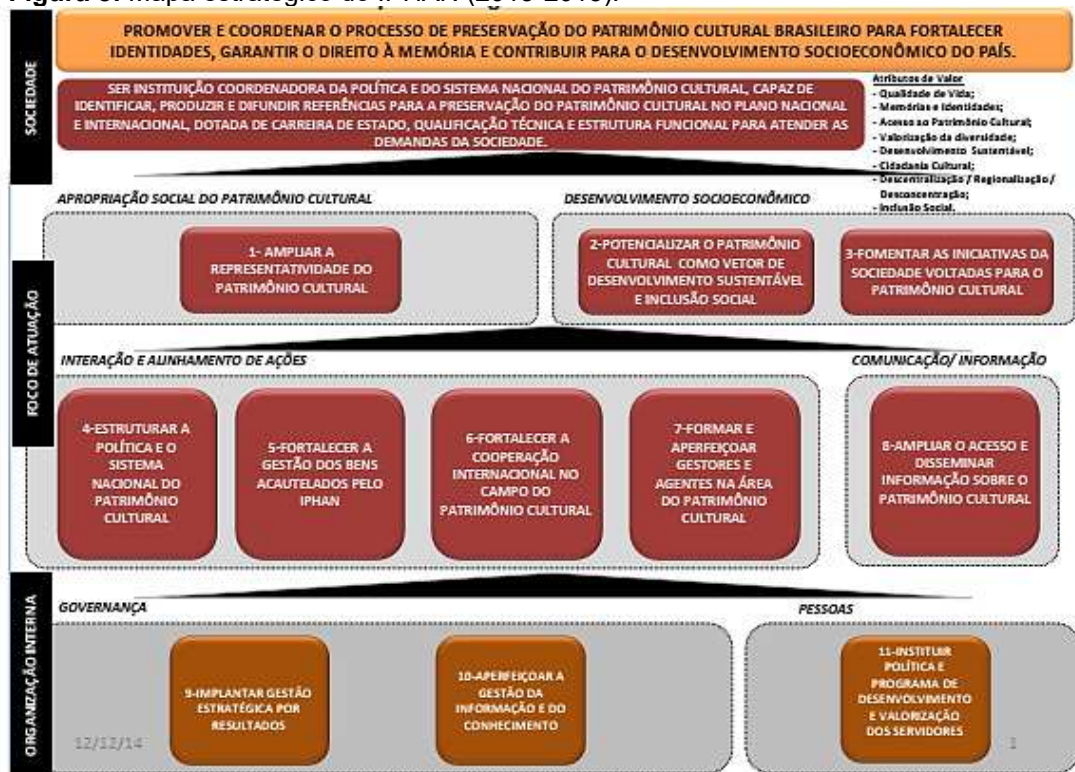 PROMOVER E COORDENAR O PROCESSO DE PRESERVAÇÃO DO PATRIMÔNIO CULTURAL BRASILEIRO PARA FORTALECER
IDENTIDADES, GARANTIR O DIREITO À MEMÓRIA E CONTRIBUIR PARA O DESENVOLVIMENTO SOCIOECONÔMICO DO PAÍS.
SOCIEDADE
SER INSTITUIÇÃO COORDENADORA DA POLÍTICA E DO SISTEMA NACIONAL DO PATRIMÔNIO CULTURAL, CAPAZ DE
IDENTIFICAR, PRODUZIR E DIFUNDIR REFERÊNCIAS PARA A PRESERVAÇÃO DO PATRIMÔNIO CULTURAL NO PLANO NACIONAL
E INTERNACIONAL, DOTADA DE CARREIRA DE ESTADO, QUALIFICAÇÃO TÉCNICA E ESTRUTURA FUNCIONAL PARA ATENDER AS
DEMANDAS DA SOCIEDADE.
Atributos de Valor
- Qualidade de Vida;
- Memórias e Identidades;
- Acesso ao Patrimônio Cultural;
- Valorização da diversidade;
- Desenvolvimento Sustentável;
- Cidadania Cultural;
- Descentralização / Regionalização /
Desconcentração;
- Inclusão Social.
FOCO DE ATUAÇÃO
APROPRIAÇÃO SOCIAL DO PATRIMÔNIO CULTURAL
1- AMPLIAR A
REPRESENTATIVIDADE DO
PATRIMÔNIO CULTURAL
DESENVOLVIMENTO SOCIOECONÔMICO
2-POTENCIALIZAR O PATRIMÔNIO
CULTURAL COMO VETOR DE
DESENVOLVIMENTO SUSTENTÁVEL
E INCLUSÃO SOCIAL
3-FOMENTAR AS INICIATIVAS DA
SOCIEDADE VOLTADAS PARA O
PATRIMÔNIO CULTURAL
INTERAÇÃO E ALINHAMENTO DE AÇÕES
4-ESTRUTURAR A
POLÍTICA E O
SISTEMA
NACIONAL DO
PATRIMÔNIO
CULTURAL
5-FORTALECER A
GESTÃO DOS BENS
ACAUTELADOS PELO
IPHAN
6-FORTALECER A
COOPERAÇÃO
INTERNACIONAL NO
CAMPO DO
PATRIMÔNIO CULTURAL
7-FORMAR E
APERFEIÇOAR
GESTORES E
AGENTES NA ÁREA
DO PATRIMÔNIO
CULTURAL
COMUNICAÇÃO/ INFORMAÇÃO
8-AMPLIAR O ACESSO E
DISSEMINAR
INFORMAÇÃO SOBRE O
PATRIMÔNIO CULTURAL
ORGANIZAÇÃO INTERNA
GOVERNANÇA
9-IMPLANTAR GESTÃO
ESTRATÉGICA POR
RESULTADOS
10-APERFEIÇOAR A
GESTÃO DA
INFORMAÇÃO E DO
CONHECIMENTO
PESSOAS
11-INSTITUIR
POLÍTICA E
PROGRAMA DE
DESENVOLVIMENTO
E VALORIZAÇÃO
DOS SERVIDORES
12/12/14
1